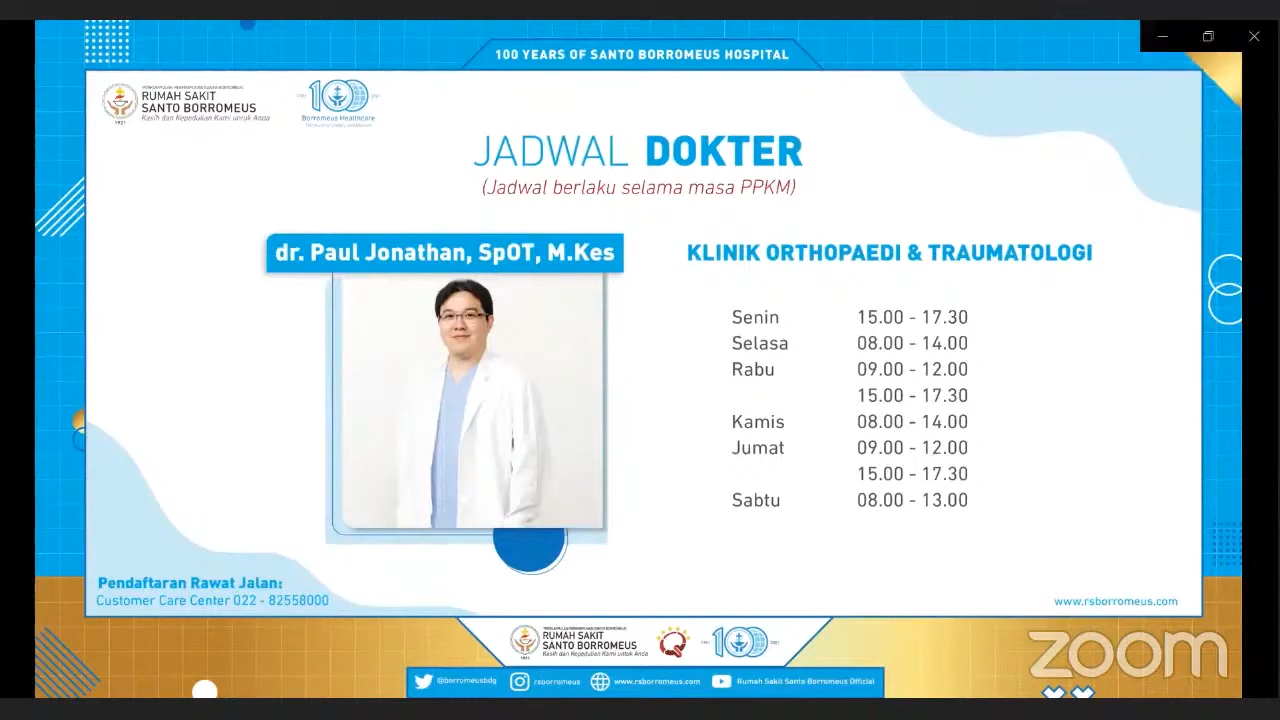 100 YEARS OF SANTO BORROMEUS HOSPITAL
RUMAH SAKIT
SANTO BORROMEUS
Kasih dan Kepedulian Kami untuk Anda
1921
100
Borromeus Healthcare
JADWAL DOKTER
(Jadwal berlaku selama masa PPKM)
dr. Paul Jonathan, SpOT, M.Kes
KLINIK ORTHOPAEDI & TRAUMATOLOGI
Senin 15.00 - 17.30
Selasa 08.00 - 14.00
Rabu 09.00 - 12.00
15.00 - 17.30
Kamis 08.00 - 14.00
Jumat 09.00 - 12.00
15.00 - 17.30
Sabtu 08.00 - 13.00
Pendaftaran Rawat Jalan:
Customer Care Center 022 - 82558000
www.rsborromeus.com
RUMAH SAKIT
SANTO BORROMEUS
Kasih dan Kepedulian Kami untuk Anda
1921
100
zoom
@borromeusbdg
rsborromeus
www.rsborromeus.com
Rumah Sakit Santo Borromeus Official